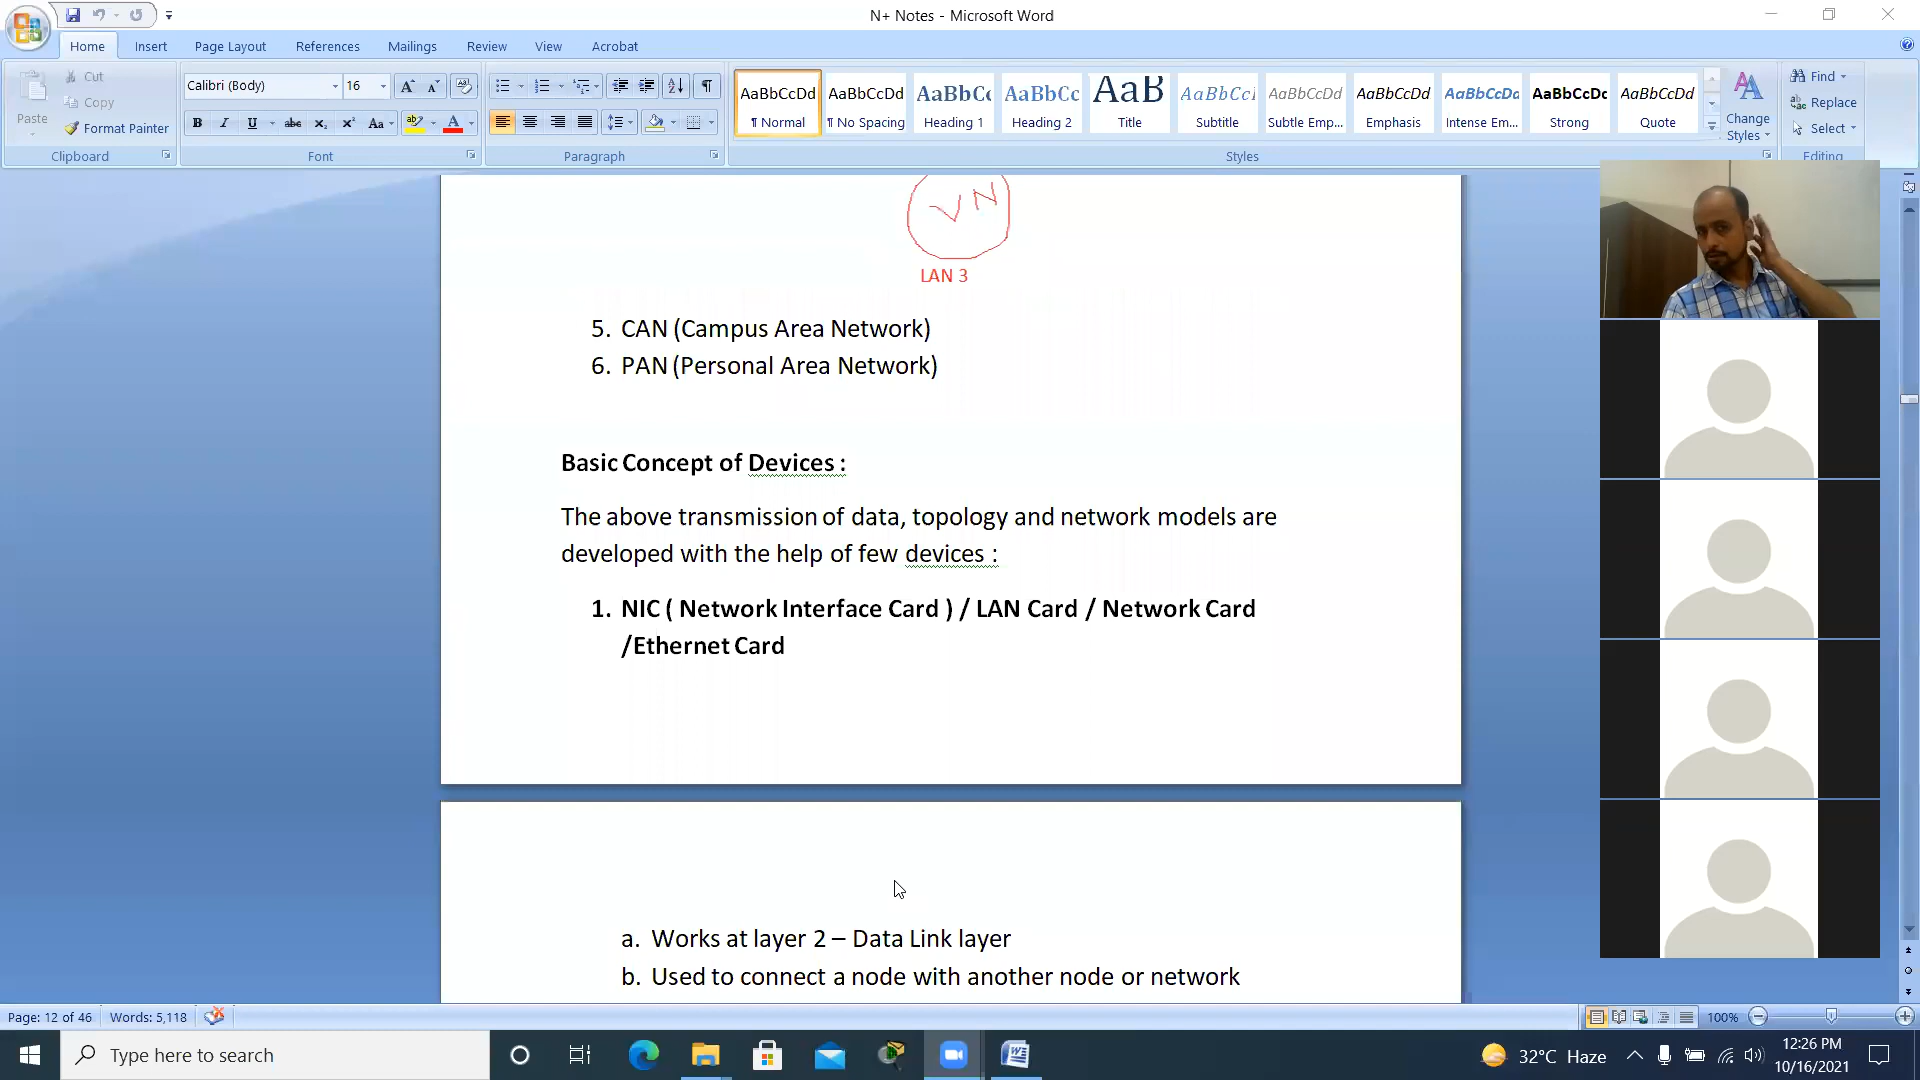 N+ Notes - Microsoft Word
Home Insert Page Layout References Mailings Review View Acrobat
Paste
Cut
Copy
Format Painter
Clipboard
Calibri (Body) 16
B I U abe X₂ X² Aa
Font
Paragraph
AaBbCcDd AaBbCcDd AaBbCc AaBbCc AaB AaBbCcI AaBbCcDd AaBbCcDd AaBbCcDd AaBbCcDc AaBbCcDd
¶ Normal ¶ No Spacing Heading 1 Heading 2 Title Subtitle Subtle Emp... Emphasis Intense Em... Strong Quote
Styles
Change Styles
Find
Replace
Select
Editing
VN
LAN 3
5. CAN (Campus Area Network)
6. PAN (Personal Area Network)
Basic Concept of Devices :
The above transmission of data, topology and network models are
developed with the help of few devices :
1. NIC ( Network Interface Card ) / LAN Card / Network Card
/Ethernet Card
a. Works at layer 2 – Data Link layer
b. Used to connect a node with another node or network
Page: 12 of 46 Words: 5,118 100%
Type here to search
32°C Haze
12:26 PM
10/16/2021